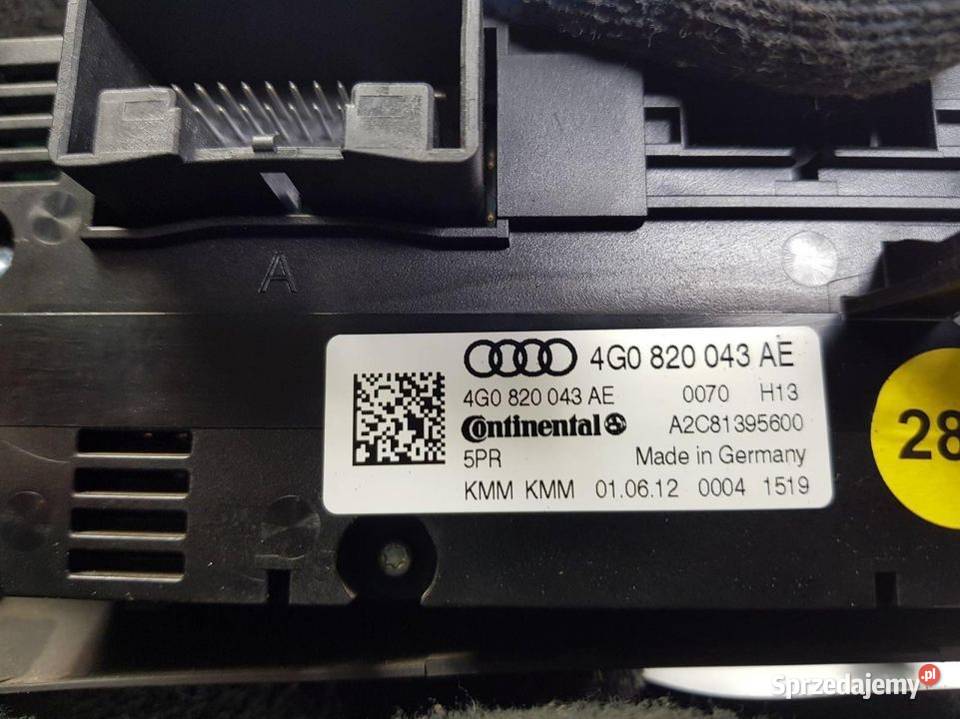 A
4G0 820 043 AE
4G0 820 043 AE 0070 H13
Continental A2C81395600
5PR Made in Germany
KMM KMM 01.06.12 0004 1519
28
Sprzedajemy.pl